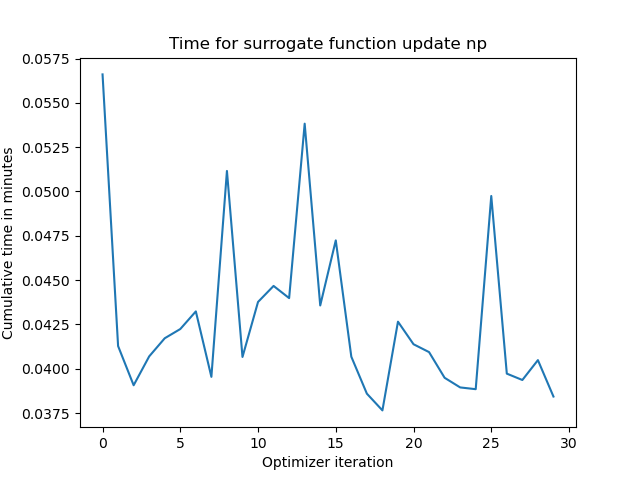 Time for surrogate function update np
Cumulative time in minutes
0.0575
0.0550
0.0525
0.0500
0.0475
0.0450
0.0425
0.0400
0.0375
0 5 10 15 20 25 30
Optimizer iteration